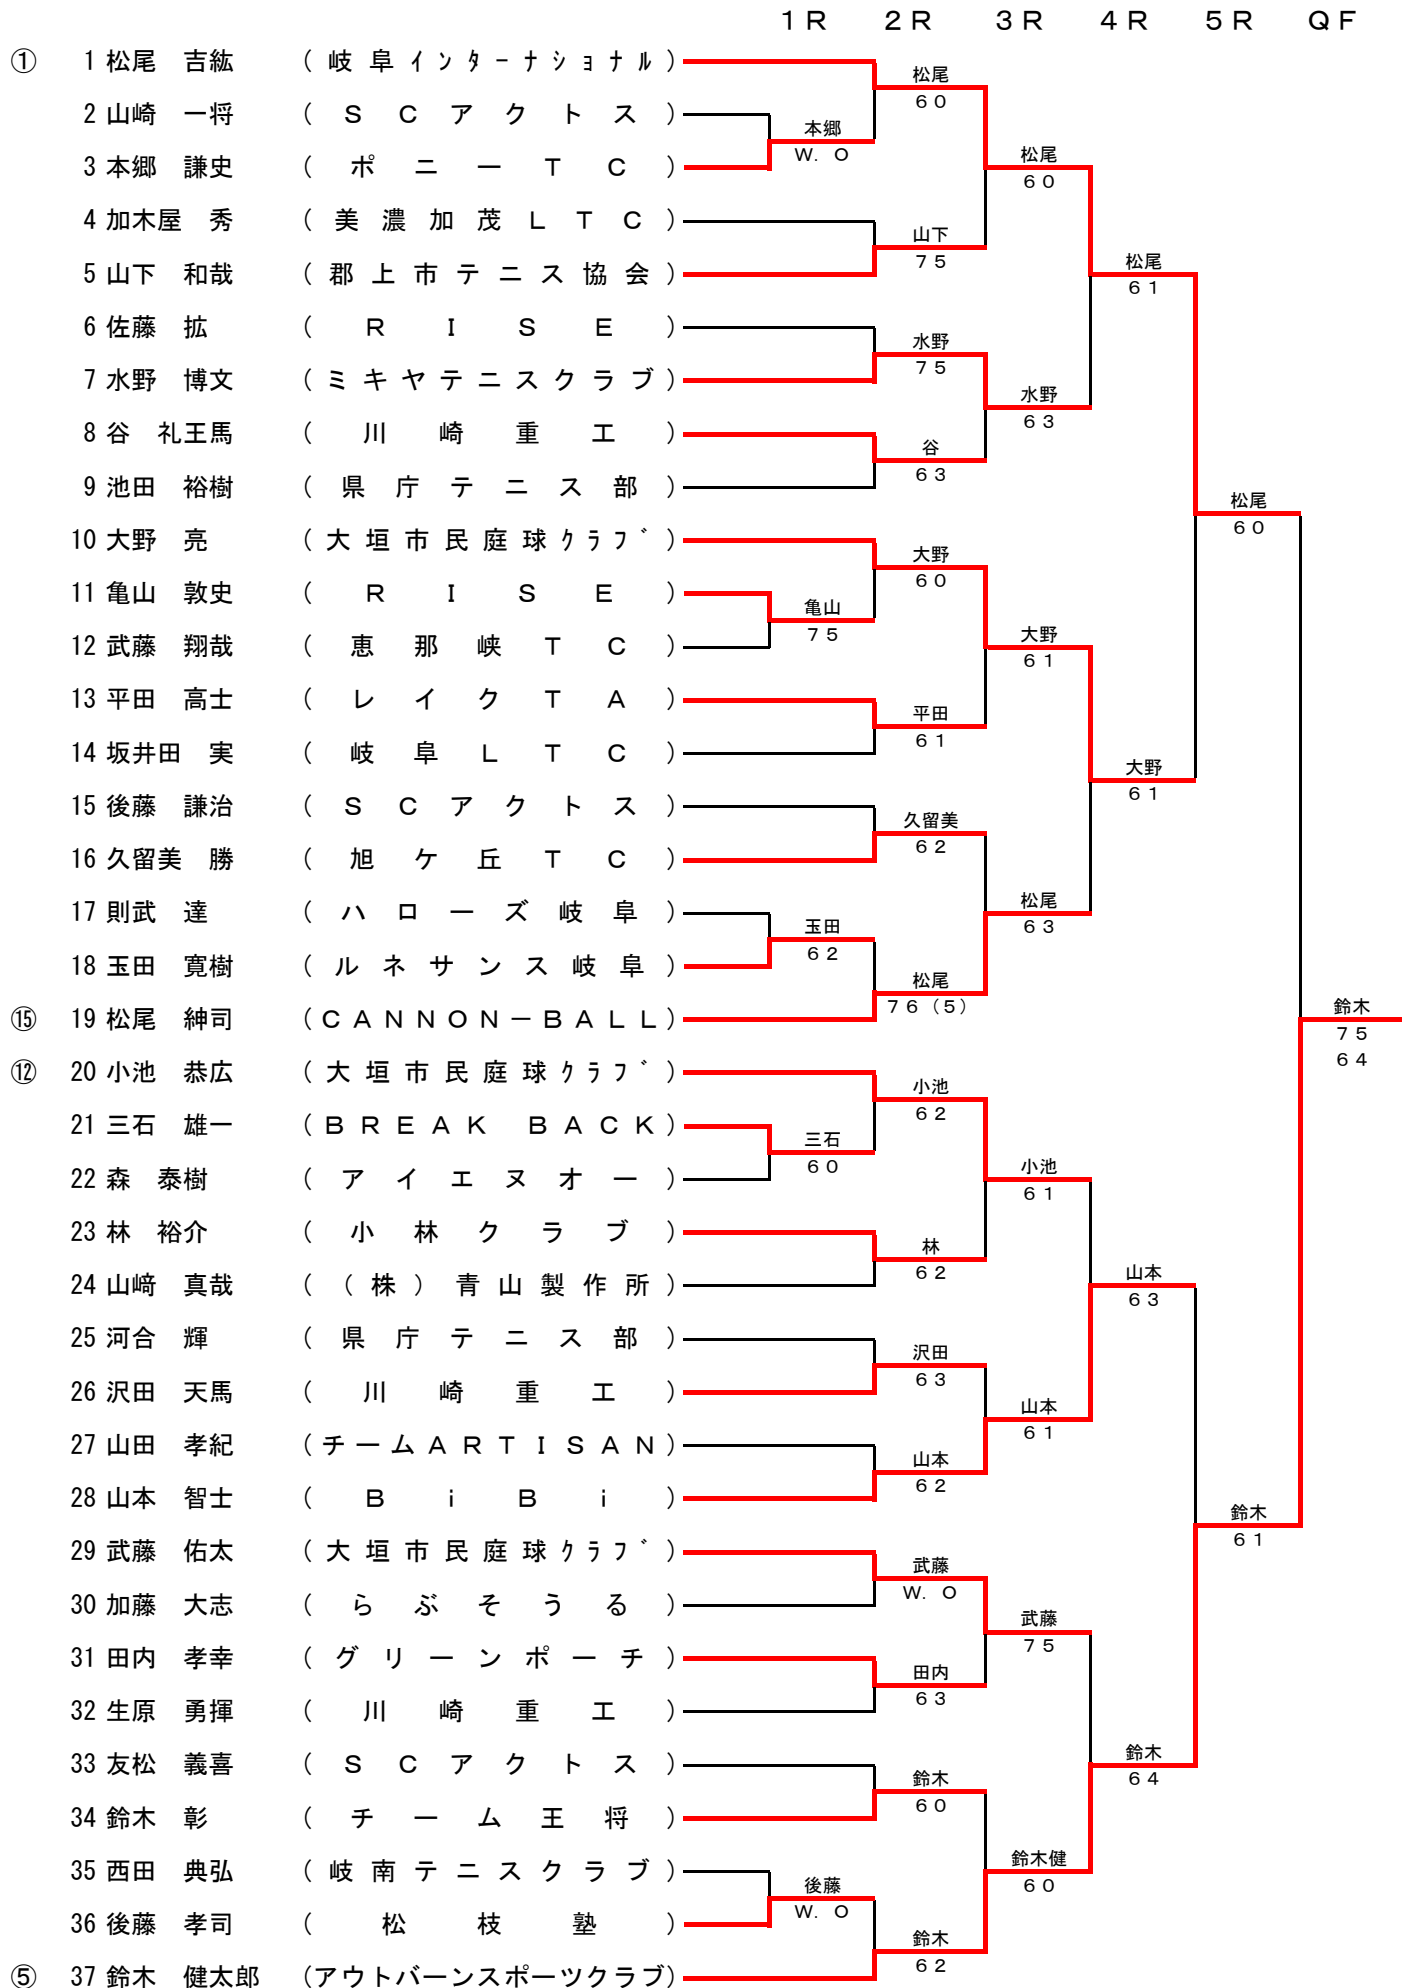 １Ｒ ２Ｒ ３Ｒ ４Ｒ ５Ｒ ＱＦ
① 1 松尾　吉紘 （岐阜ｲﾝﾀｰﾅｼｮﾅﾙ）
松尾
６０
2 山崎　一将 （ＳＣアクトス）
本郷
Ｗ．Ｏ
3 本郷　謙史 （ポニーＴＣ）
松尾
６０
4 加木屋　秀 （美濃加茂ＬＴＣ）
山下
７５
5 山下　和哉 （郡上市テニス協会）
松尾
６１
6 佐藤　拡 （ＲＩＳＥ）
水野
７５
7 水野　博文 （ミキヤテニスクラブ）
水野
６３
8 谷　礼王馬 （川崎重工）
谷
６３
9 池田　裕樹 （県庁テニス部）
松尾
６０
10 大野　亮 （大垣市民庭球ｸﾗﾌﾞ）
大野
６０
11 亀山　敦史 （ＲＩＳＥ）
亀山
７５
12 武藤　翔哉 （恵那峡ＴＣ）
大野
６１
13 平田　高士 （レイクＴＡ）
平田
６１
14 坂井田　実 （岐阜ＬＴＣ）
大野
６１
15 後藤　謙治 （ＳＣアクトス）
久留美
６２
16 久留美　勝 （旭ケ丘ＴＣ）
松尾
６３
17 則武　達 （ハローズ岐阜）
玉田
６２
18 玉田　寛樹 （ルネサンス岐阜）
松尾
７６（５）
⑮ 19 松尾　紳司 （ＣＡＮＮＯＮ－ＢＡＬＬ）
鈴木
７５
６４
⑫ 20 小池　恭広 （大垣市民庭球ｸﾗﾌﾞ）
小池
６２
21 三石　雄一 （ＢＲＥＡＫ　ＢＡＣＫ）
三石
６０
22 森　泰樹 （アイエヌオー）
小池
６１
23 林　裕介 （小林クラブ）
林
６２
24 山﨑　真哉 （（株）青山製作所）
山本
６３
25 河合　輝 （県庁テニス部）
沢田
６３
26 沢田　天馬 （川崎重工）
山本
６１
27 山田　孝紀 （チームＡＲＴＩＳＡＮ）
山本
６２
28 山本　智士 （ＢｉＢｉ）
鈴木
６１
29 武藤　佑太 （大垣市民庭球ｸﾗﾌﾞ）
武藤
Ｗ．Ｏ
30 加藤　大志 （らぶそうる）
武藤
７５
31 田内　孝幸 （グリーンポーチ）
田内
６３
32 生原　勇揮 （川崎重工）
鈴木
６４
33 友松　義喜 （ＳＣアクトス）
鈴木
６０
34 鈴木　彰 （チーム王将）
鈴木健
６０
35 西田　典弘 （岐南テニスクラブ）
後藤
Ｗ．Ｏ
36 後藤　孝司 （松枝塾）
鈴木
６２
⑤ 37 鈴木　健太郎 （アウトバーンスポーツクラブ）